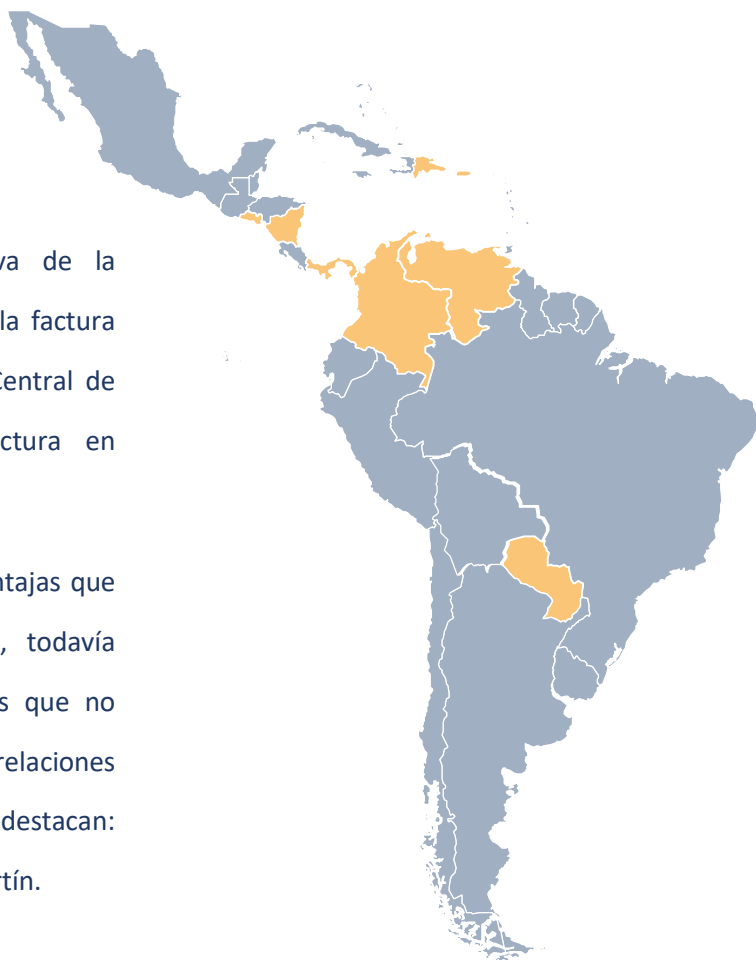 va de la
la factura
Central de
ctura en
ntajas que
, todavía
s que no
relaciones
destacan:
rtín.